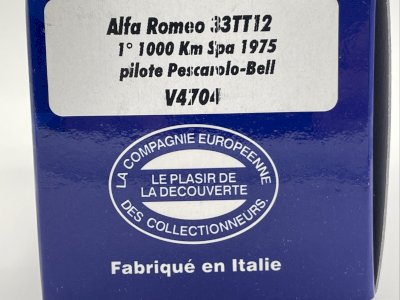 Alfa Romeo 33TT12
1° 1000 Km Spa 1975
pilote Pescarolo-Bell
V4704
LA COMPAGNIE EUROPEENNE
LE PLASIR DE
LA DECOUVERTE
DES COLLECTIONNEURS.
Fabriqué en Italie